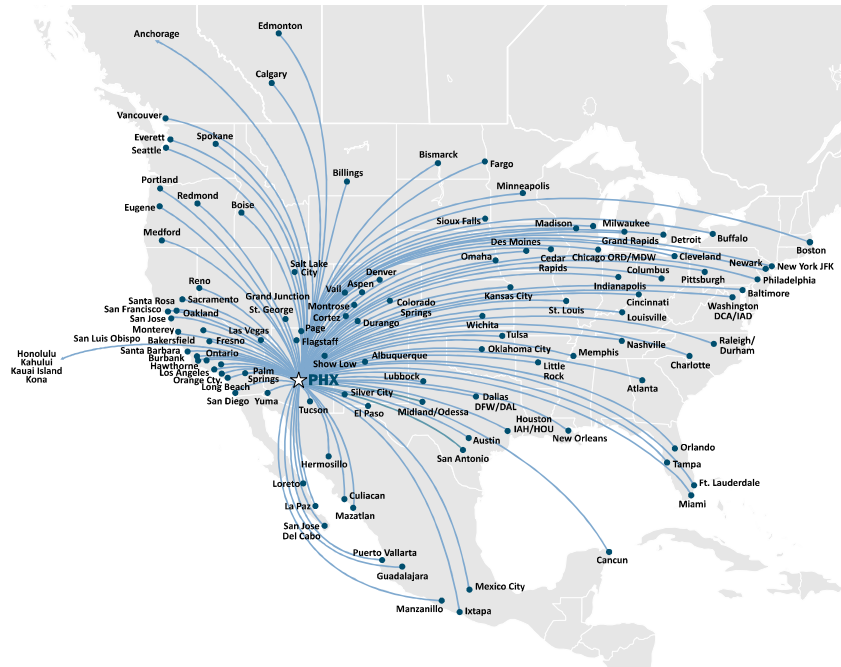 Anchorage
Edmonton
Calgary
Vancouver
Everett
Seattle
Spokane
Portland
Redmond
Eugene
Boise
Medford
Billings
Bismarck
Fargo
Minneapolis
Sioux Falls
Madison
Milwaukee
Grand Rapids
Detroit
Buffalo
Boston
Des Moines
Omaha
Cedar
Rapids
Chicago ORD/MDW
Cleveland
Newark
New York JFK
Philadelphia
Pittsburgh
Columbus
Indianapolis
Cincinnati
Baltimore
Washington
DCA/IAD
Salt Lake
City
Denver
Vail
Aspen
Grand Junction
Montrose
Cortez
Durango
Colorado
Springs
Kansas City
St. Louis
Louisville
Reno
Santa Rosa
Sacramento
San Francisco
Oakland
San Jose
Monterey
Las Vegas
St. George
Page
Flagstaff
San Luis Obispo
Bakersfield
Fresno
Santa Barbara
Burbank
Ontario
Hawthorne
Los Angeles
Palm
Springs
Orange Cty.
Long Beach
San Diego
Yuma
Honolulu
Kahului
Kauai Island
Kona
PHX
Show Low
Albuquerque
Wichita
Tulsa
Oklahoma City
Little
Rock
Memphis
Nashville
Raleigh/
Durham
Charlotte
Atlanta
Lubbock
Silver City
Tucson
El Paso
Midland/Odessa
Dallas
DFW/DAL
Houston
IAH/HOU
New Orleans
Austin
San Antonio
Orlando
Tampa
Ft. Lauderdale
Miami
Hermosillo
Loreto
La Paz
Culiacan
Mazatlan
San Jose
Del Cabo
Puerto Vallarta
Guadalajara
Mexico City
Manzanillo
Ixtapa
Cancun